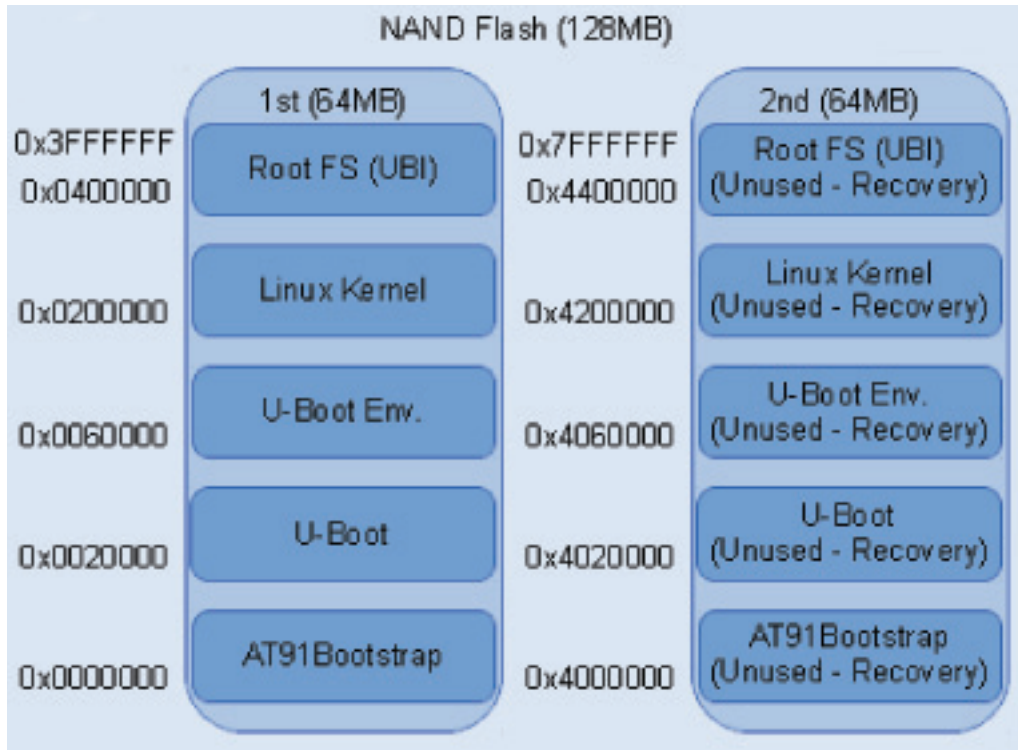 NAND Flash (128MB)
1st (64MB)
0x3FFFFFF
Root FS (UBI)
0x0400000
Linux Kernel
0x0200000
U-Boot Env.
0x0060000
U-Boot
0x0020000
AT91Bootstrap
0x0000000
2nd (64MB)
0x7FFFFFF
Root FS (UBI)
(Unused - Recovery)
0x4400000
Linux Kernel
(Unused - Recovery)
0x4200000
U-Boot Env.
(Unused - Recovery)
0x4060000
U-Boot
(Unused - Recovery)
0x4020000
AT91Bootstrap
(Unused - Recovery)
0x4000000